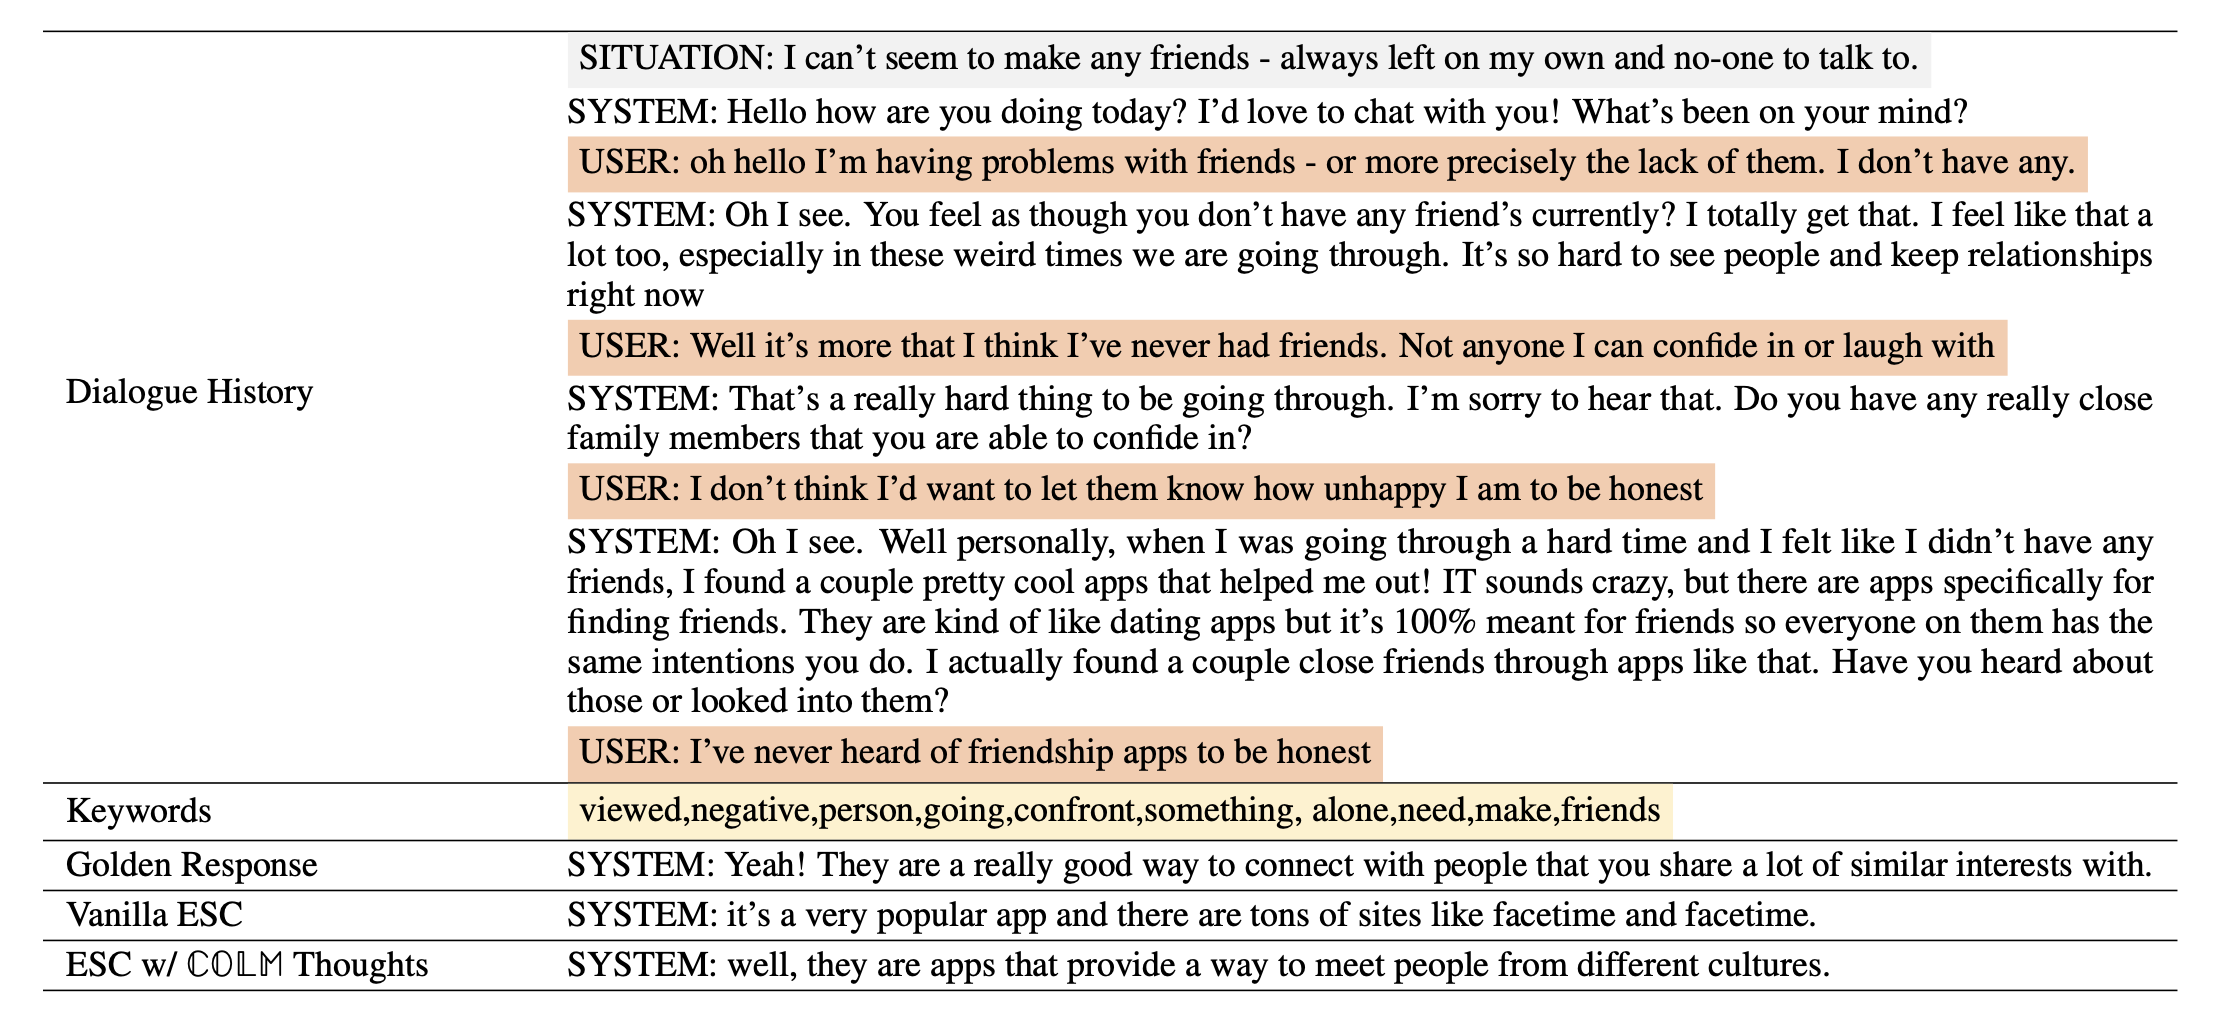 SITUATION: I can’t seem to make any friends - always left on my own and no-one to talk to.
SYSTEM: Hello how are you doing today? I’d love to chat with you! What’s been on your mind?
USER: oh hello I’m having problems with friends - or more precisely the lack of them. I don’t have any.
SYSTEM: Oh I see. You feel as though you don’t have any friend’s currently? I totally get that. I feel like that a
lot too, especially in these weird times we are going through. It’s so hard to see people and keep relationships
right now
USER: Well it’s more that I think I’ve never had friends. Not anyone I can confide in or laugh with
Dialogue History
SYSTEM: That’s a really hard thing to be going through. I’m sorry to hear that. Do you have any really close
family members that you are able to confide in?
USER: I don’t think I’d want to let them know how unhappy I am to be honest
SYSTEM: Oh I see. Well personally, when I was going through a hard time and I felt like I didn’t have any
friends, I found a couple pretty cool apps that helped me out! IT sounds crazy, but there are apps specifically for
finding friends. They are kind of like dating apps but it’s 100% meant for friends so everyone on them has the
same intentions you do. I actually found a couple close friends through apps like that. Have you heard about
those or looked into them?
USER: I’ve never heard of friendship apps to be honest
Keywords viewed,negative,person,going,confront,something, alone,need,make,friends
Golden Response SYSTEM: Yeah! They are a really good way to connect with people that you share a lot of similar interests with.
Vanilla ESC SYSTEM: it’s a very popular app and there are tons of sites like facetime and facetime.
ESC w/ ℂ𝕆𝕃𝕄 Thoughts SYSTEM: well, they are apps that provide a way to meet people from different cultures.